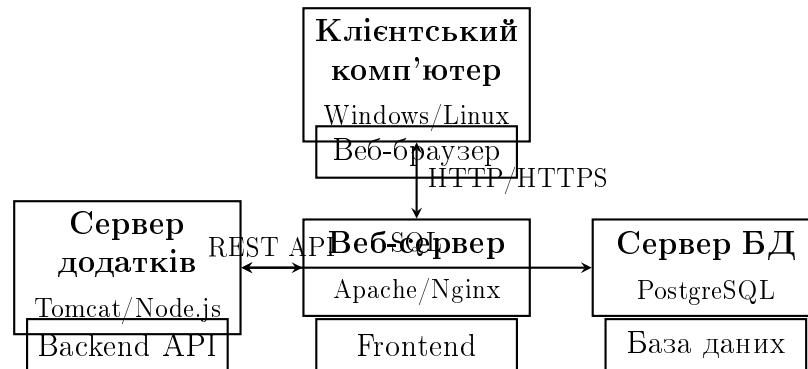 Клієнтський
комп'ютер
Windows/Linux
Веб-браузер
HTTP/HTTPS
Сервер
додатків
Tomcat/Node.js
Backend API
REST API
SQL
Веб-сервер
Apache/Nginx
Frontend
Сервер БД
PostgreSQL
База даних